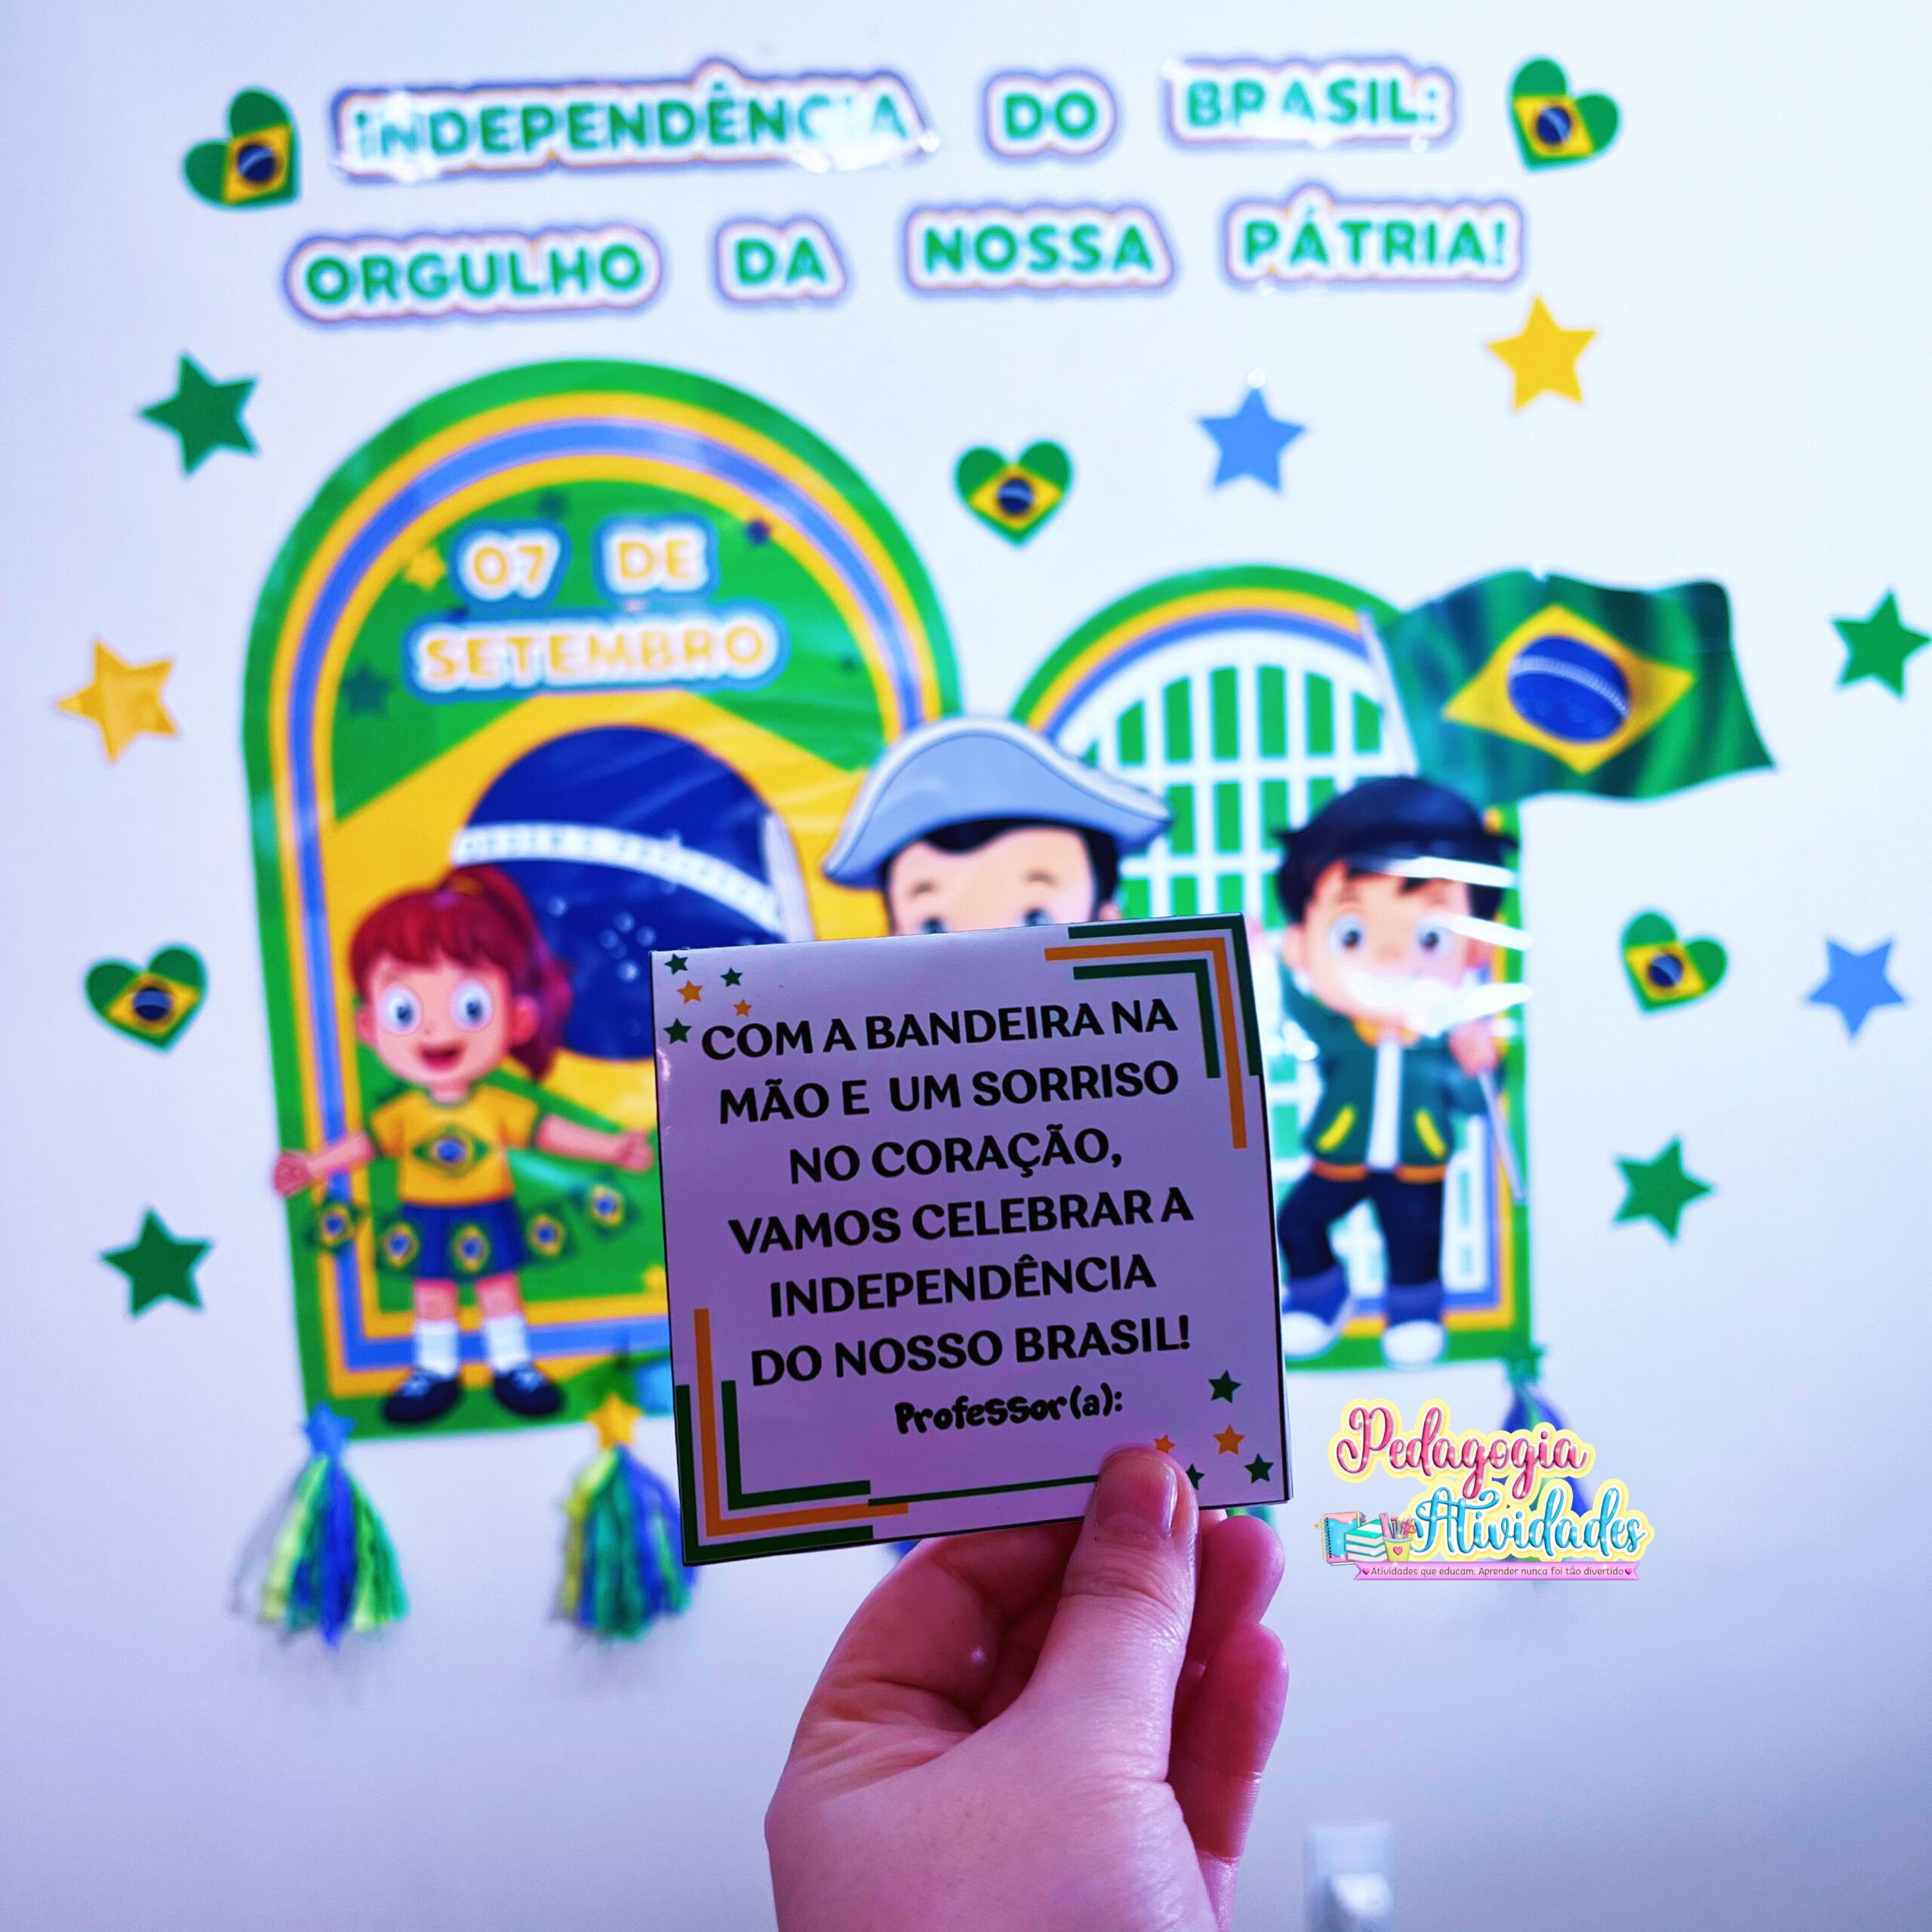 INDEPENDÊNCIA DO BRASIL:
ORGULHO DA NOSSA PÁTRIA!
07 DE
SETEMBRO
COM A BANDEIRA NA
MÃO E UM SORRISO
NO CORAÇÃO,
VAMOS CELEBRAR A
INDEPENDÊNCIA
DO NOSSO BRASIL!
Professor(a):
Pedagogia
Atividades
Atividades que educam. Aprender nunca foi tão divertido